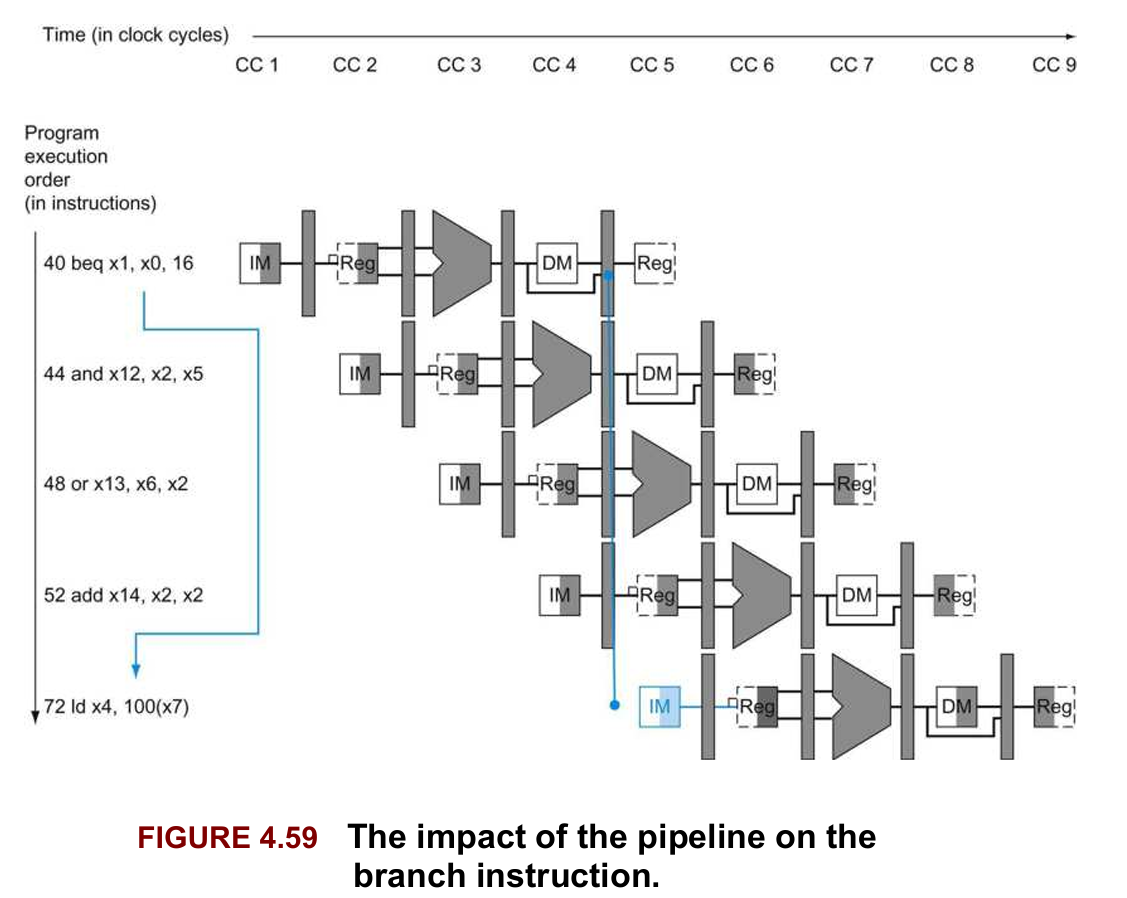 Time (in clock cycles)
CC 1 CC 2 CC 3 CC 4 CC 5 CC 6 CC 7 CC 8 CC 9
Program
execution
order
(in instructions)
40 beq x1, x0, 16
IM Reg DM Reg
44 and x12, x2, x5
IM Reg DM Reg
48 or x13, x6, x2
IM Reg DM Reg
52 add x14, x2, x2
IM Reg DM Reg
72 ld x4, 100(x7)
IM Reg DM Reg
FIGURE 4.59 The impact of the pipeline on the
branch instruction.